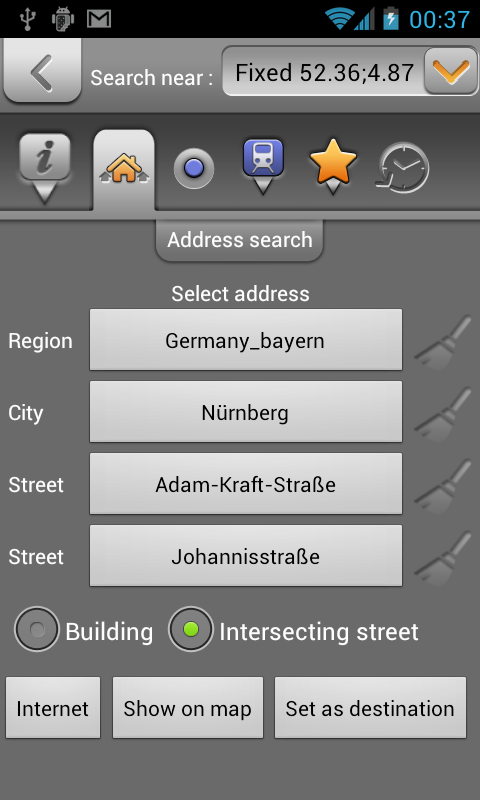 00:37
Search near :
Fixed 52.36;4.87
Address search
Select address
Region
Germany_bayern
City
Nürnberg
Street
Adam-Kraft-Straße
Street
Johannisstraße
Building
Intersecting street
Internet
Show on map
Set as destination